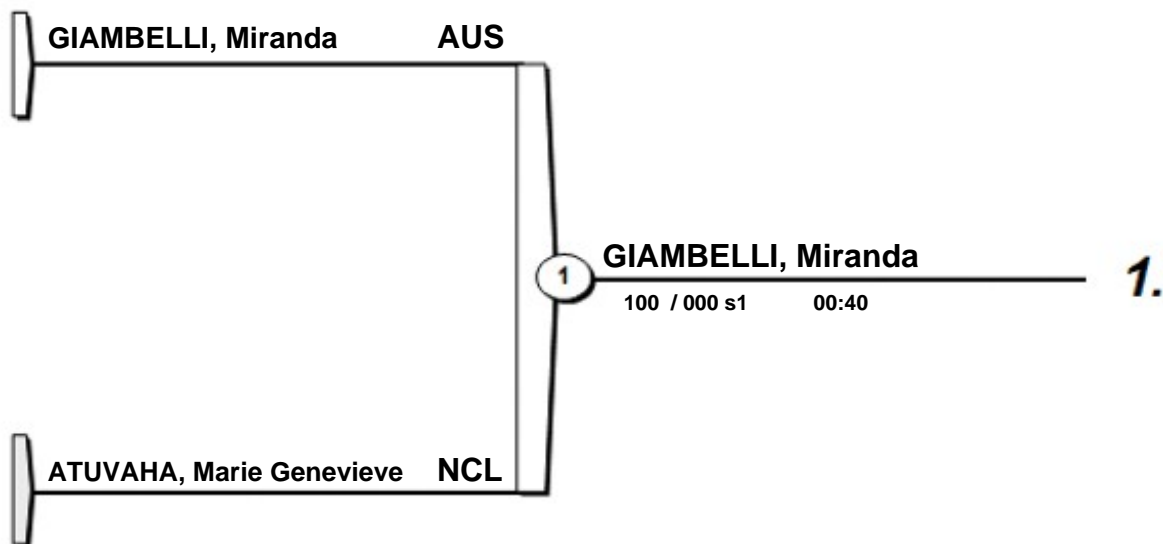 GIAMBELLI, Miranda AUS
1 GIAMBELLI, Miranda 1.
100 / 000 s1 00:40
ATUVAHA, Marie Genevieve NCL